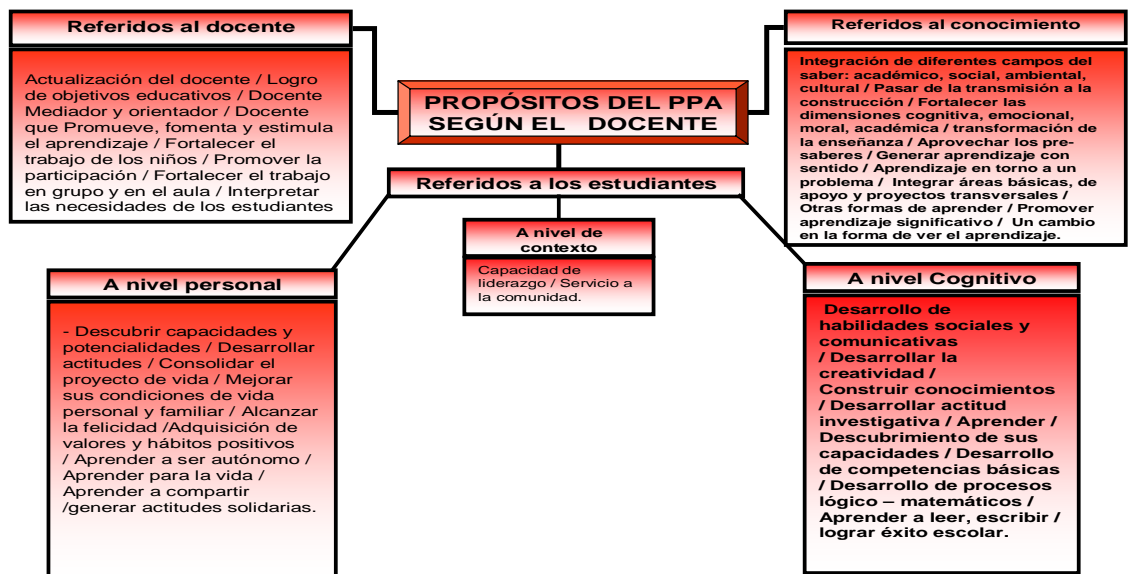 Referidos al docente
Actualización del docente / Logro
de objetivos educativos / Docente
Mediador y orientador / Docente
que Promueve, fomenta y estimula
el aprendizaje / Fortalecer el
trabajo de los niños / Promover la
participación / Fortalecer el trabajo
en grupo y en el aula / Interpretar
las necesidades de los estudiantes
PROPÓSITOS DEL PPA
SEGÚN EL DOCENTE
Referidos al conocimiento
Integración de diferentes campos del
saber: académico, social, ambiental,
cultural / Pasar de la transmisión a la
construcción / Fortalecer las
dimensiones cognitiva, emocional,
moral, académica / transformación de
la enseñanza / Aprovechar los pre-
saberes / Generar aprendizaje con
sentido / Aprendizaje en torno a un
problema / Integrar áreas básicas, de
apoyo y proyectos transversales /
Otras formas de aprender / Promover
aprendizaje significativo / Un cambio
en la forma de ver el aprendizaje.
Referidos a los estudiantes
A nivel de
contexto
Capacidad de
liderazgo / Servicio a
la comunidad.
A nivel personal
- Descubrir capacidades y
potencialidades / Desarrollar
actitudes / Consolidar el
proyecto de vida / Mejorar
sus condiciones de vida
personal y familiar / Alcanzar
la felicidad /Adquisición de
valores y hábitos positivos
/ Aprender a ser autónomo /
Aprender para la vida /
Aprender a compartir
/generar actitudes solidarias.
A nivel Cognitivo
Desarrollo de
habilidades sociales y
comunicativas
/ Desarrollar la
creatividad /
Construir conocimientos
/ Desarrollar actitud
investigativa / Aprender /
Descubrimiento de sus
capacidades / Desarrollo
de competencias básicas
/ Desarrollo de procesos
lógico – matemáticos /
Aprender a leer, escribir /
lograr éxito escolar.